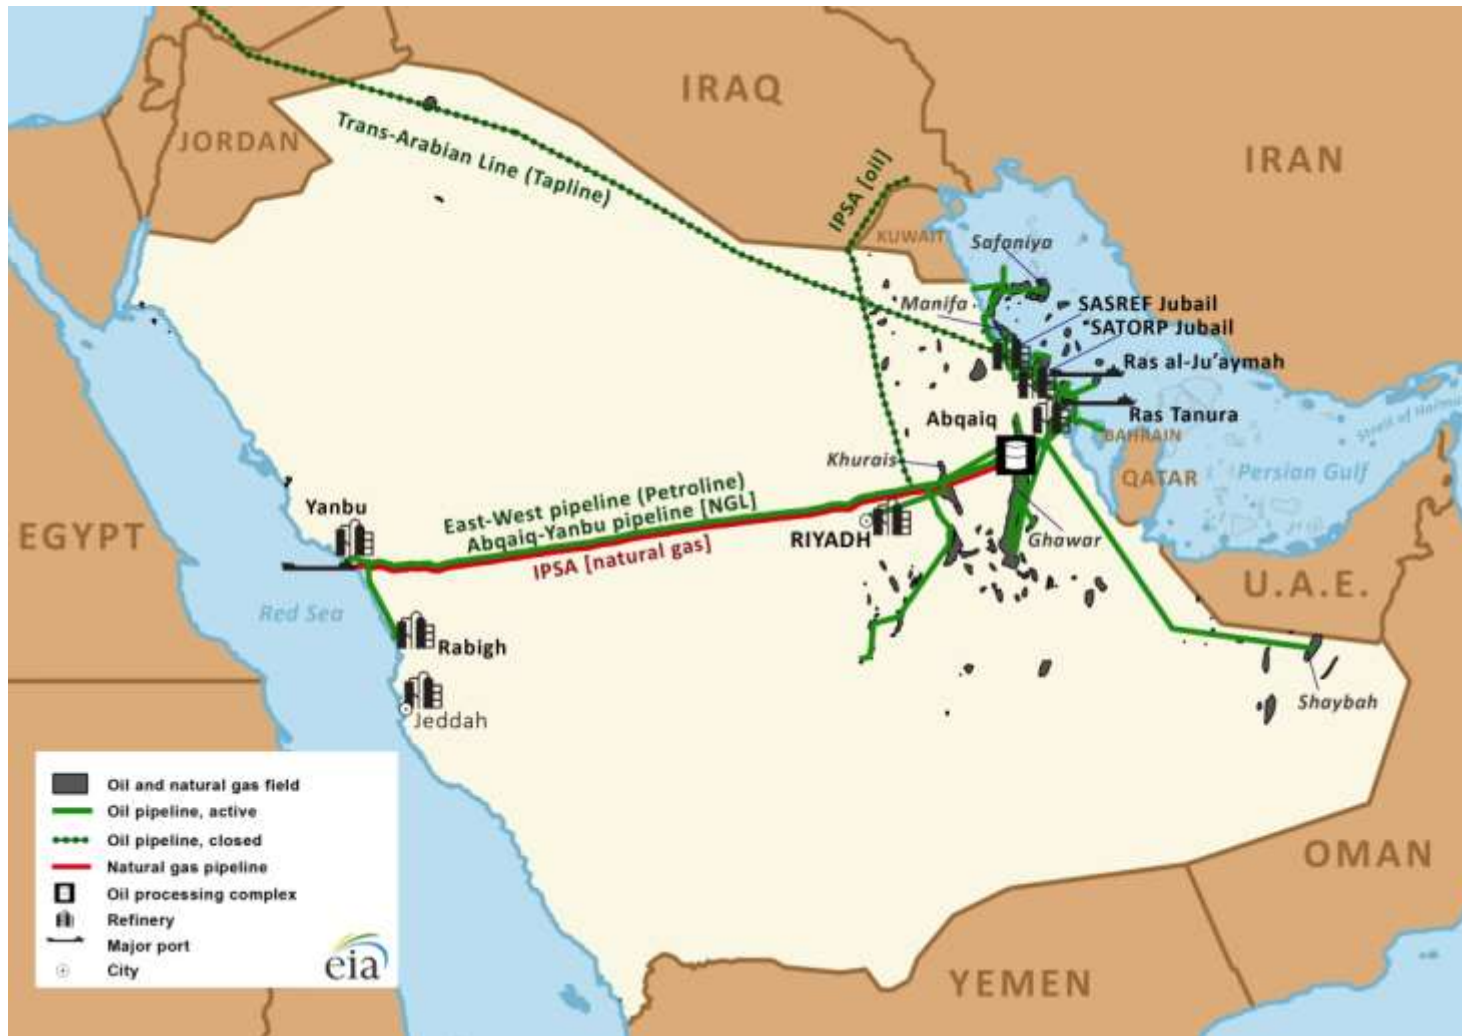 IRAQ
JORDAN
IRAN
Trans-Arabian Line (Tapline)
IPSA [oil]
KUWAIT
Safaniya
Manifa
SASREF Jubail
*SATORP Jubail
Ras al-Ju'aymah
Ras Tanura
Abqaiq
BAHRAIN
Strait of Hormuz
Khurais
QATAR
Persian Gulf
Yanbu
East-West pipeline (Petroline)
Abqaiq-Yanbu pipeline [NGL]
IPSA [natural gas]
RIYADH
Ghawar
EGYPT
U.A.E.
Red Sea
Rabigh
Jeddah
Shaybah
OMAN
YEMEN
Oil and natural gas field
Oil pipeline, active
Oil pipeline, closed
Natural gas pipeline
Oil processing complex
Refinery
Major port
City
eia